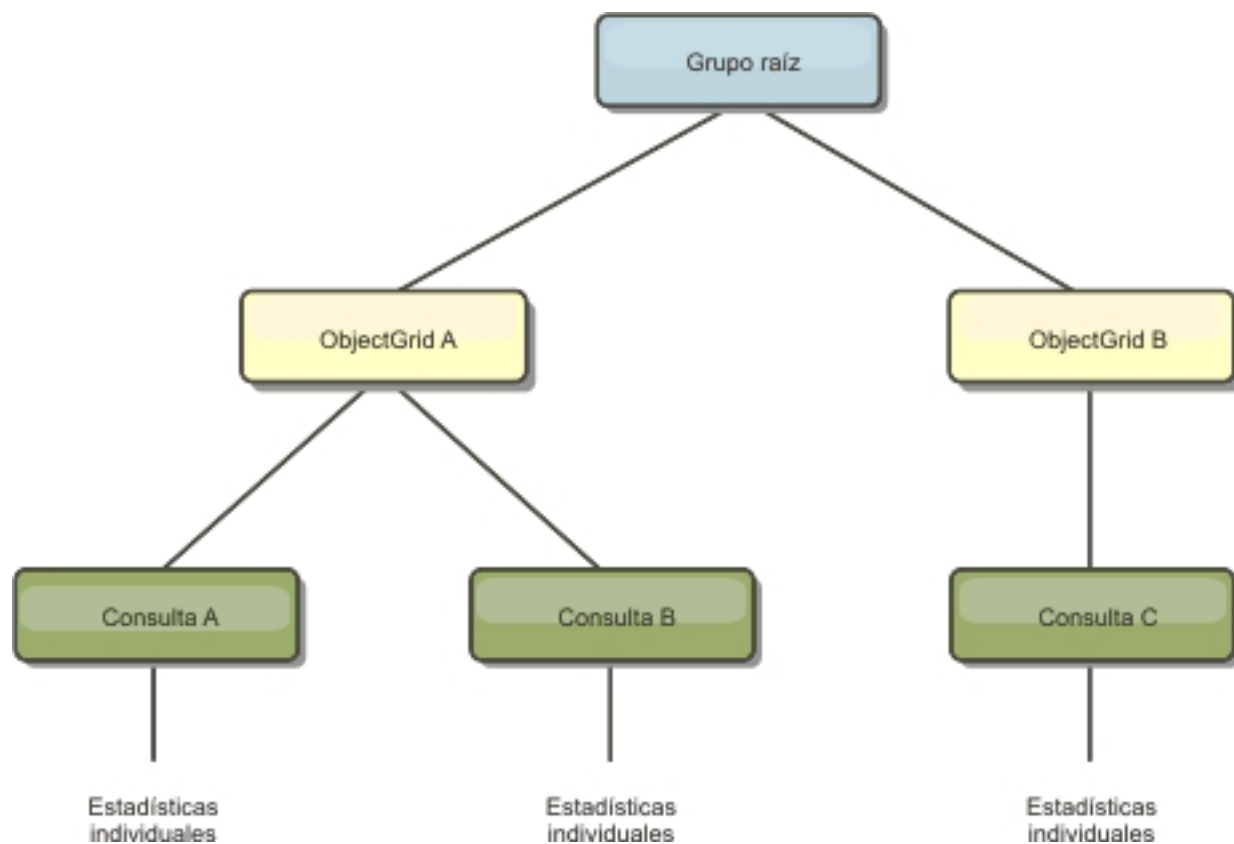 Grupo raíz
ObjectGrid A
ObjectGrid B
Consulta A
Consulta B
Consulta C
Estadísticas
individuales
Estadísticas
individuales
Estadísticas
individuales